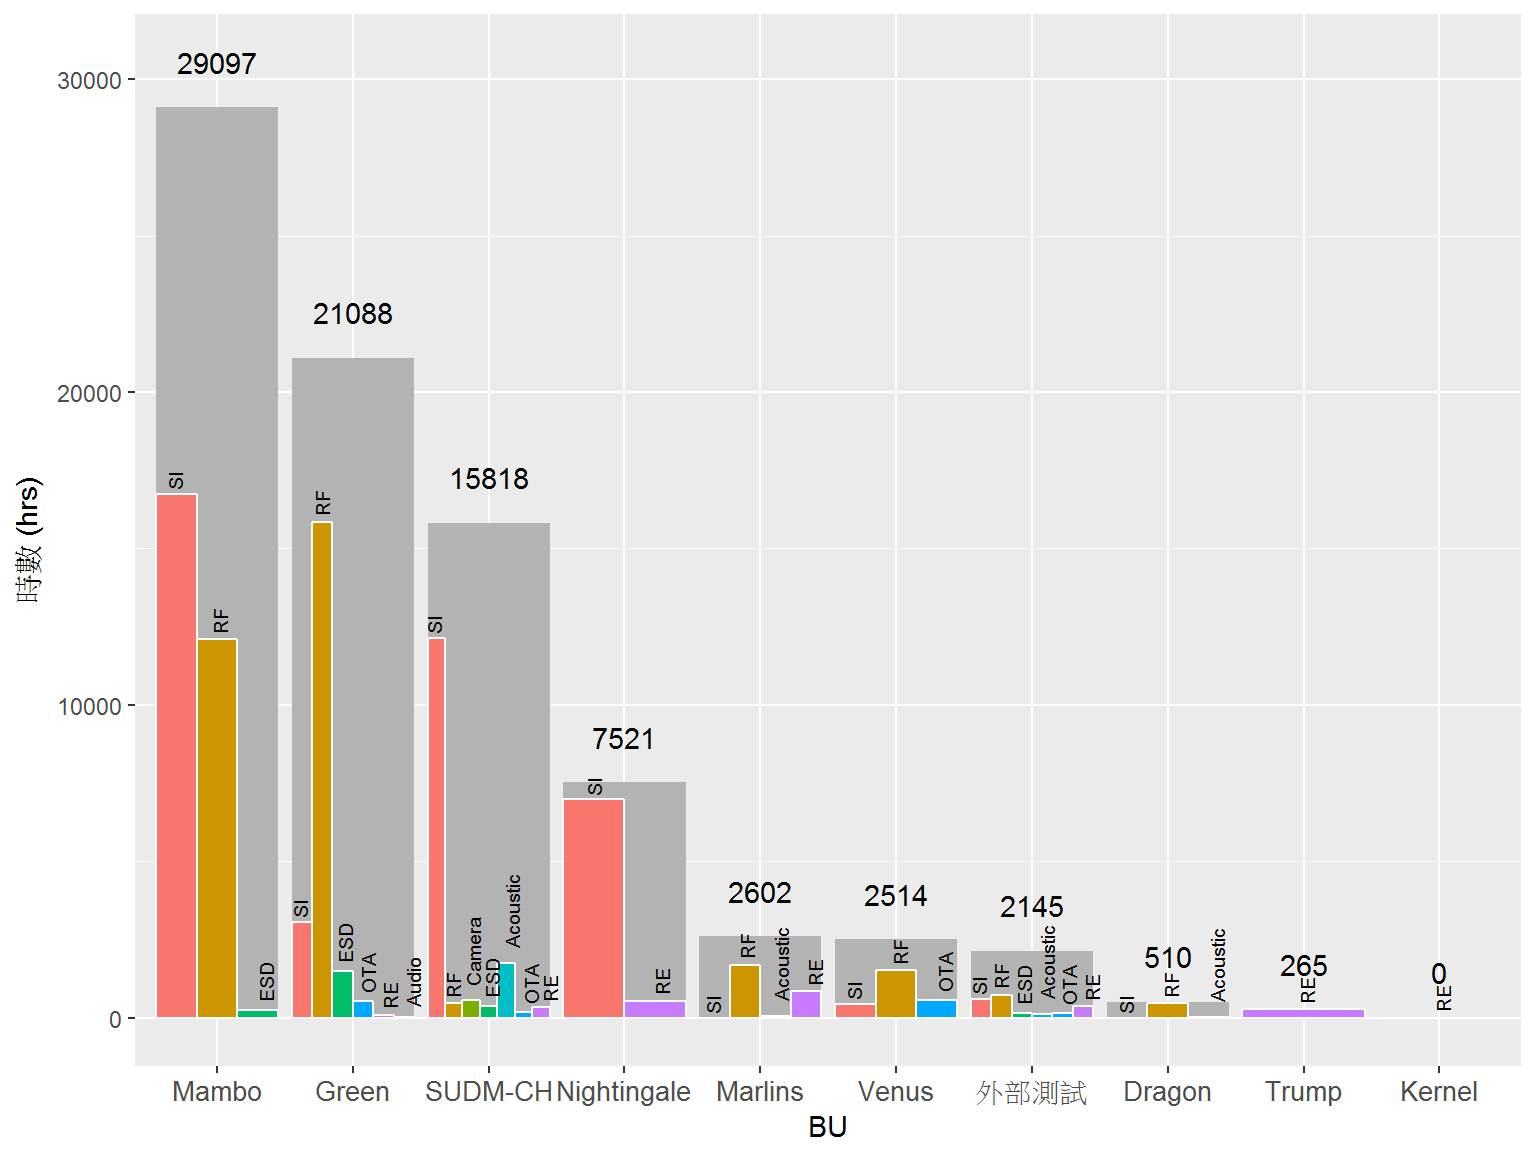 29097
30000
21088
20000
15818
SI
RF
SI
RF
10000
7521
SI
SI
ESD
SI
RF
ESD
OTA
RE
Audio
RF
Camera
ESD
Acoustic
OTA
RE
RE
2602
SI
RF
Acoustic
RE
2514
SI
RF
OTA
2145
SI
RF
ESD
Acoustic
OTA
RE
510
SI
RF
Acoustic
265
RE
0
RE
0
時數 (hrs)
Mambo
Green
SUDM-CH
Nightingale
Marlins
Venus
外部測試
Dragon
Trump
Kernel
BU